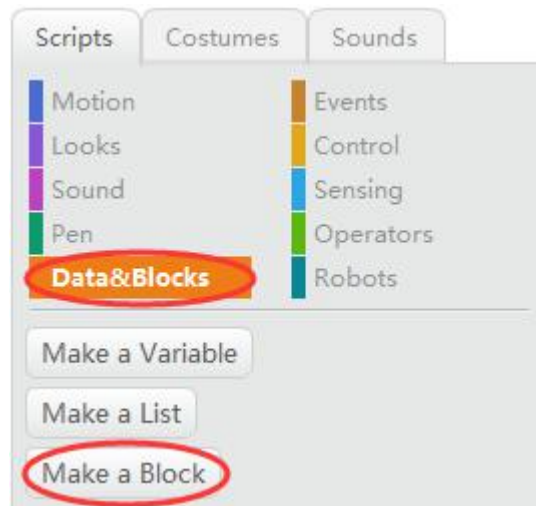 Scripts Costumes Sounds
Motion Events
Looks Control
Sound Sensing
Pen Operators
Data&Blocks Robots
Make a Variable
Make a List
Make a Block